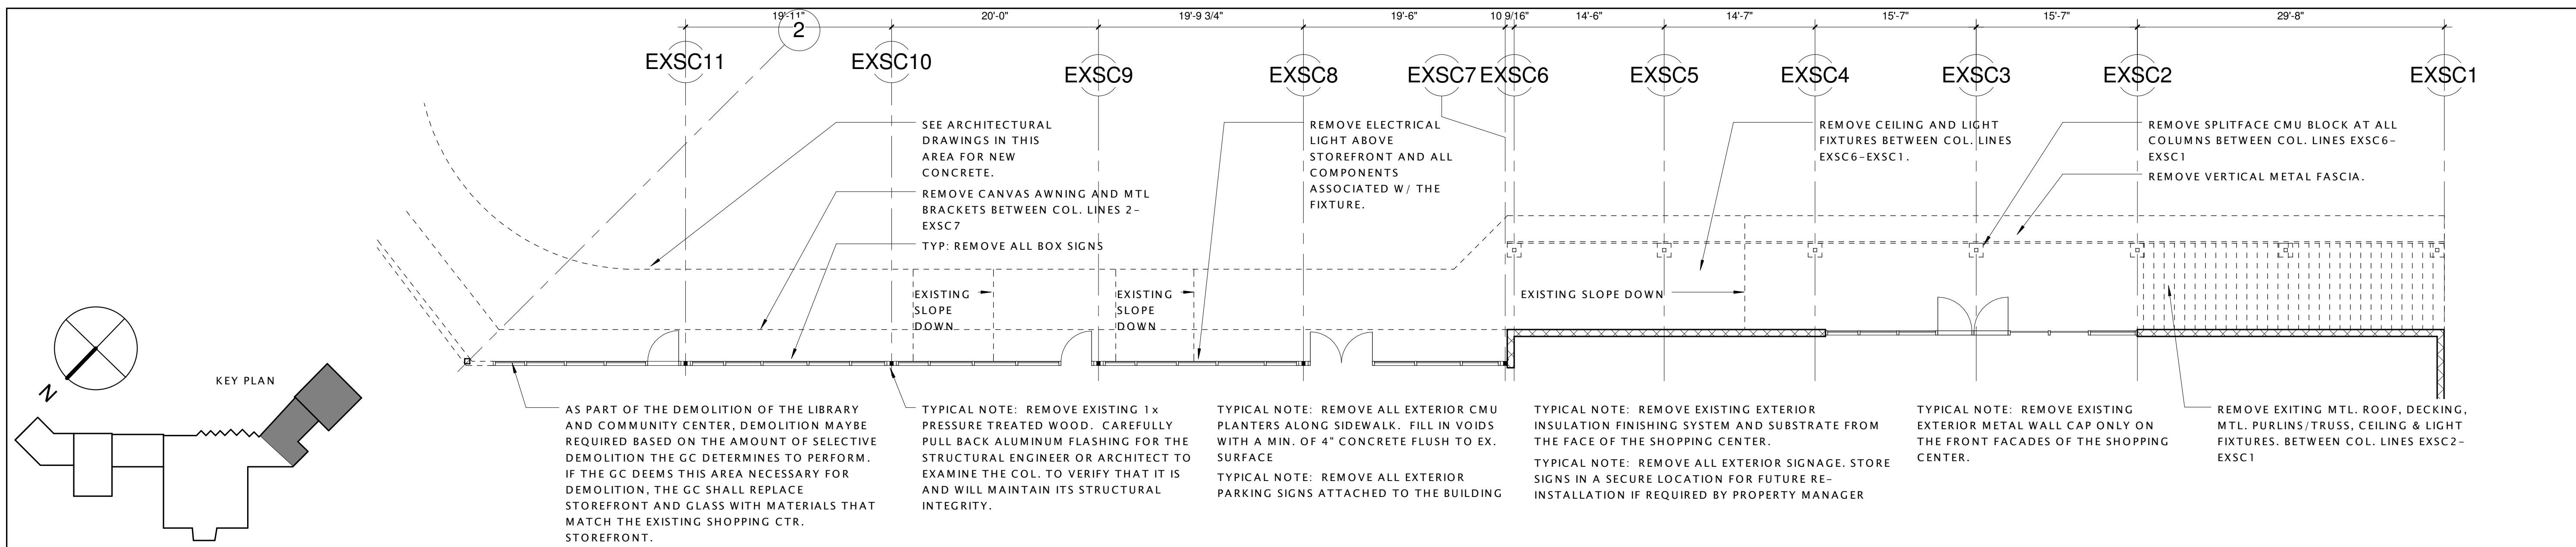 19'-11"
20'-0"
19'-9 3/4"
19'-6"
10 9/16"
14'-6"
14'-7"
15'-7"
15'-7"
29'-8"
2
EXSC11
EXSC10
EXSC9
EXSC8
EXSC7
EXSC6
EXSC5
EXSC4
EXSC3
EXSC2
EXSC1
SEE ARCHITECTURAL
DRAWINGS IN THIS
AREA FOR NEW
CONCRETE.
REMOVE CANVAS AWNING AND MTL
BRACKETS BETWEEN COL. LINES 2-
EXSC7
TYP: REMOVE ALL BOX SIGNS
REMOVE ELECTRICAL
LIGHT ABOVE
STOREFRONT AND ALL
COMPONENTS
ASSOCIATED W/ THE
FIXTURE.
REMOVE CEILING AND LIGHT
FIXTURES BETWEEN COL. LINES
EXSC6-EXSC1.
REMOVE SPLITFACE CMU BLOCK AT ALL
COLUMNS BETWEEN COL. LINES EXSC6-
EXSC1
REMOVE VERTICAL METAL FASCIA.
EXISTING
SLOPE
DOWN
EXISTING
SLOPE
DOWN
EXISTING SLOPE DOWN
N
KEY PLAN
AS PART OF THE DEMOLITION OF THE LIBRARY
AND COMMUNITY CENTER, DEMOLITION MAYBE
REQUIRED BASED ON THE AMOUNT OF SELECTIVE
DEMOLITION THE GC DETERMINES TO PERFORM.
IF THE GC DEEMS THIS AREA NECESSARY FOR
DEMOLITION, THE GC SHALL REPLACE
STOREFRONT AND GLASS WITH MATERIALS THAT
MATCH THE EXISTING SHOPPING CTR.
STOREFRONT.
TYPICAL NOTE: REMOVE EXISTING 1x
PRESSURE TREATED WOOD. CAREFULLY
PULL BACK ALUMINUM FLASHING FOR THE
STRUCTURAL ENGINEER OR ARCHITECT TO
EXAMINE THE COL. TO VERIFY THAT IT IS
AND WILL MAINTAIN ITS STRUCTURAL
INTEGRITY.
TYPICAL NOTE: REMOVE ALL EXTERIOR CMU
PLANTERS ALONG SIDEWALK. FILL IN VOIDS
WITH A MIN. OF 4" CONCRETE FLUSH TO EX.
SURFACE
TYPICAL NOTE: REMOVE ALL EXTERIOR
PARKING SIGNS ATTACHED TO THE BUILDING
TYPICAL NOTE: REMOVE EXISTING EXTERIOR
INSULATION FINISHING SYSTEM AND SUBSTRATE FROM
THE FACE OF THE SHOPPING CENTER.
TYPICAL NOTE: REMOVE ALL EXTERIOR SIGNAGE. STORE
SIGNS IN A SECURE LOCATION FOR FUTURE RE-
INSTALLATION IF REQUIRED BY PROPERTY MANAGER
TYPICAL NOTE: REMOVE EXISTING
EXTERIOR METAL WALL CAP ONLY ON
THE FRONT FACADES OF THE SHOPPING
CENTER.
REMOVE EXITING MTL. ROOF, DECKING,
MTL. PURLINS/TRUSS, CEILING & LIGHT
FIXTURES. BETWEEN COL. LINES EXSC2-
EXSC1